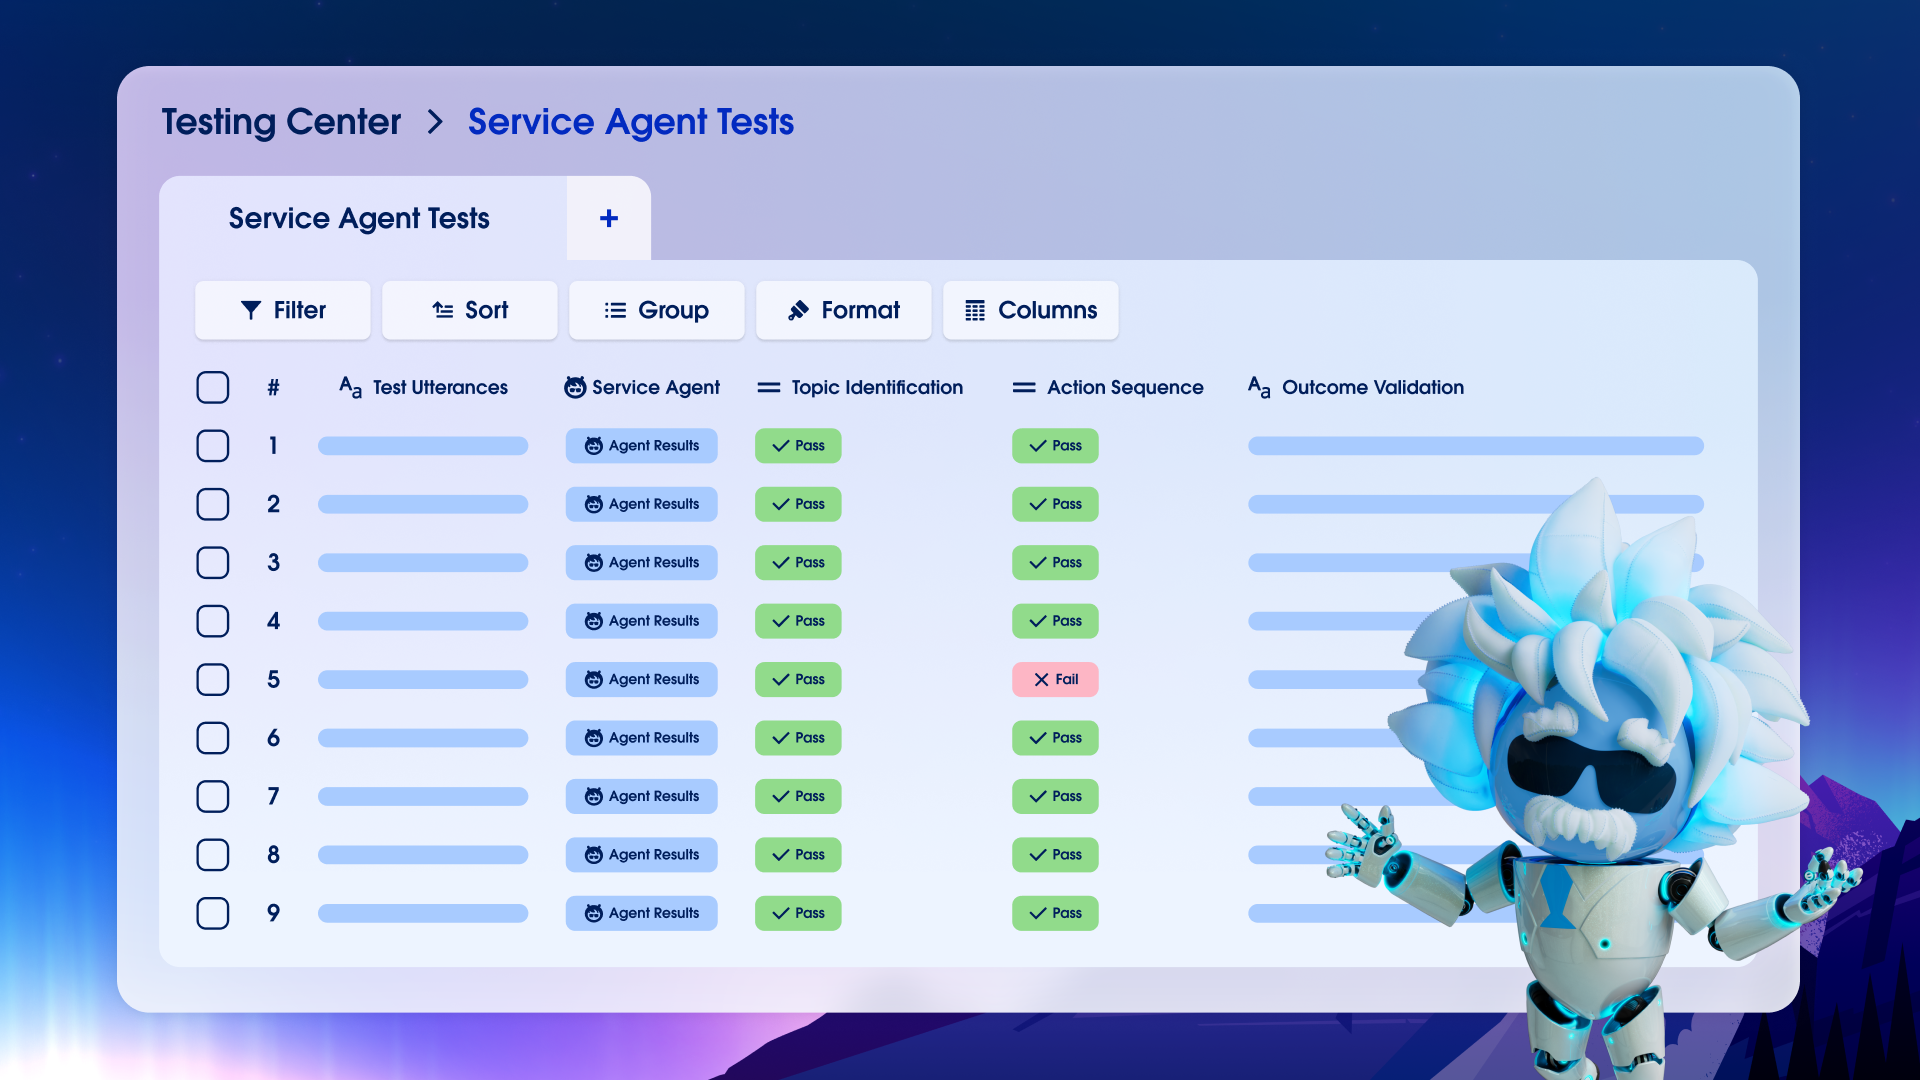 Testing Center > Service Agent Tests
Service Agent Tests +
Filter Sort Group Format Columns
# Aa Test Utterances Service Agent Topic Identification Action Sequence Aa Outcome Validation
1 Agent Results Pass Pass
2 Agent Results Pass Pass
3 Agent Results Pass Pass
4 Agent Results Pass Pass
5 Agent Results Pass Fail
6 Agent Results Pass Pass
7 Agent Results Pass Pass
8 Agent Results Pass Pass
9 Agent Results Pass Pass